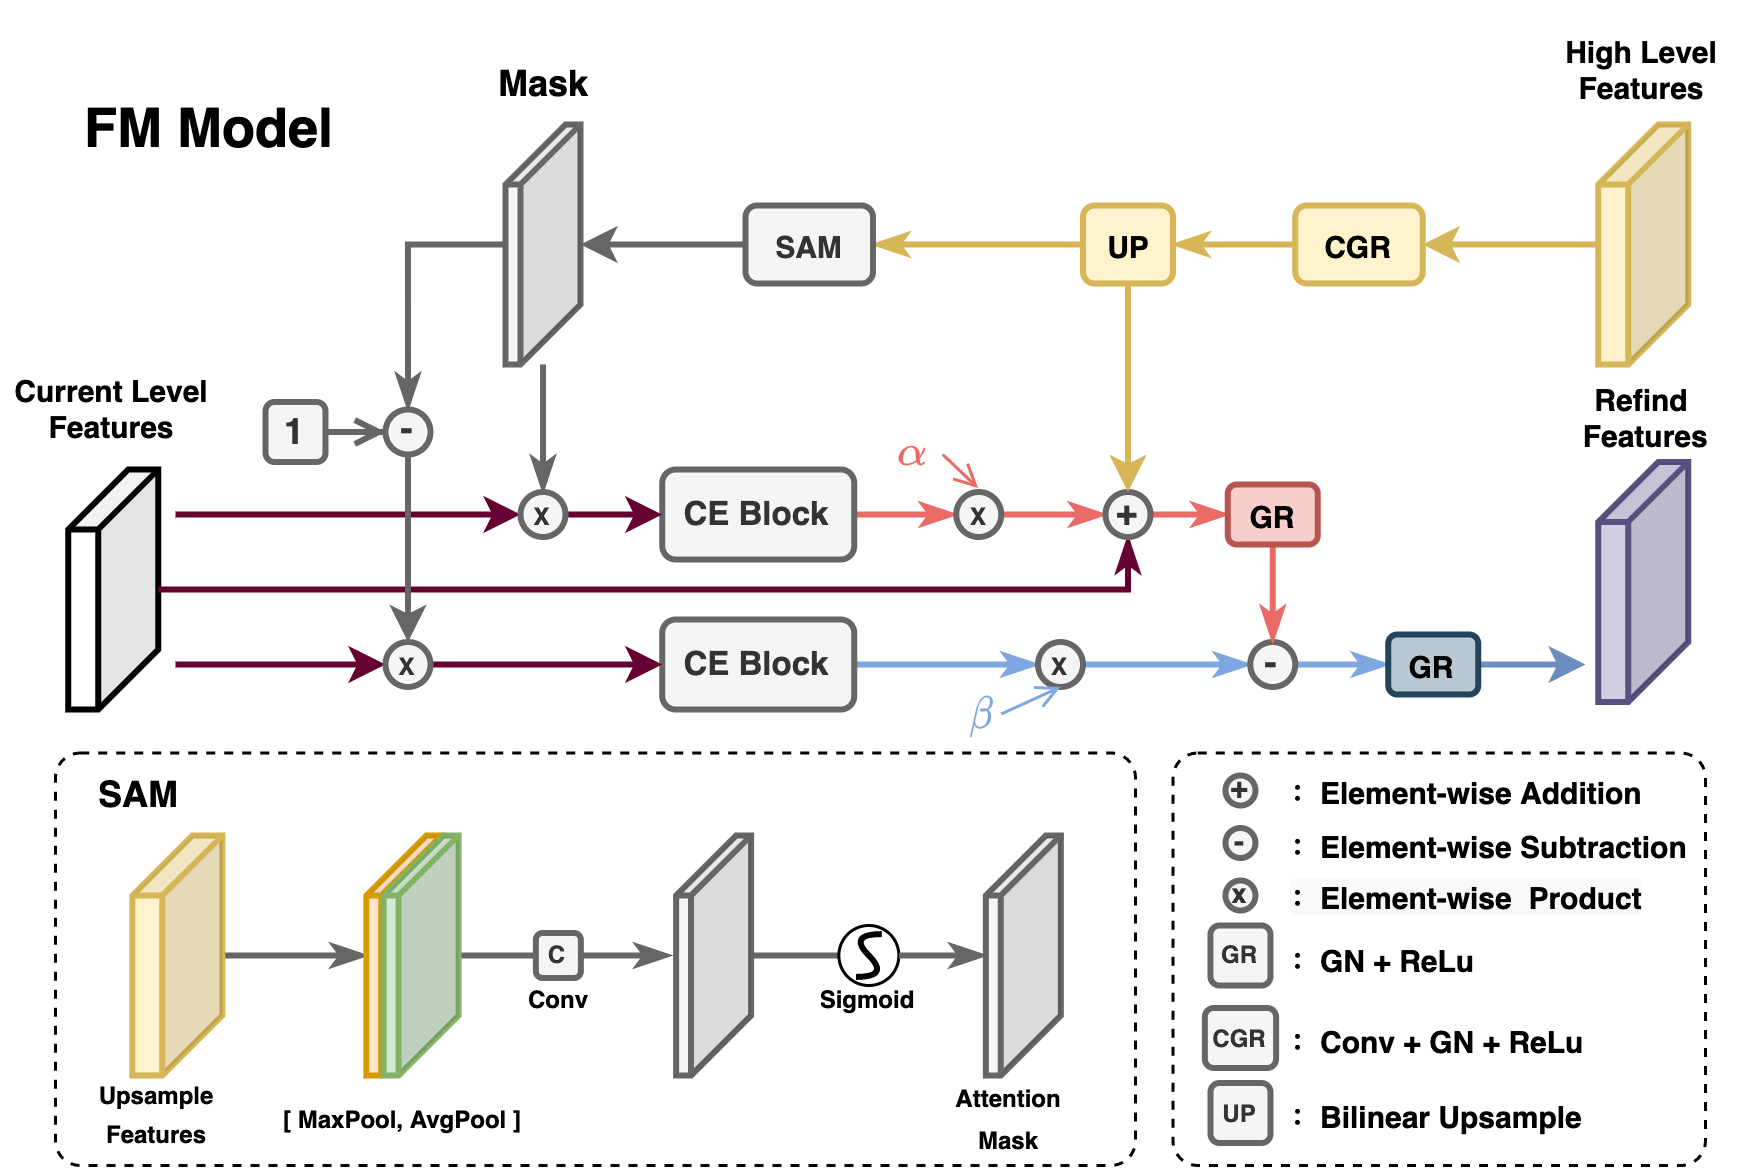 High Level
Features
Mask
FM Model
SAM
UP
CGR
Current Level
Features
Refind
Features
1
-
α
x
CE Block
x
+
GR
x
CE Block
x
-
GR
β
SAM
C
Conv
Sigmoid
Upsample
Features
[ MaxPool, AvgPool ]
Attention
Mask
+ : Element-wise Addition
- : Element-wise Subtraction
x : Element-wise Product
GR : GN + ReLu
CGR : Conv + GN + ReLu
UP : Bilinear Upsample